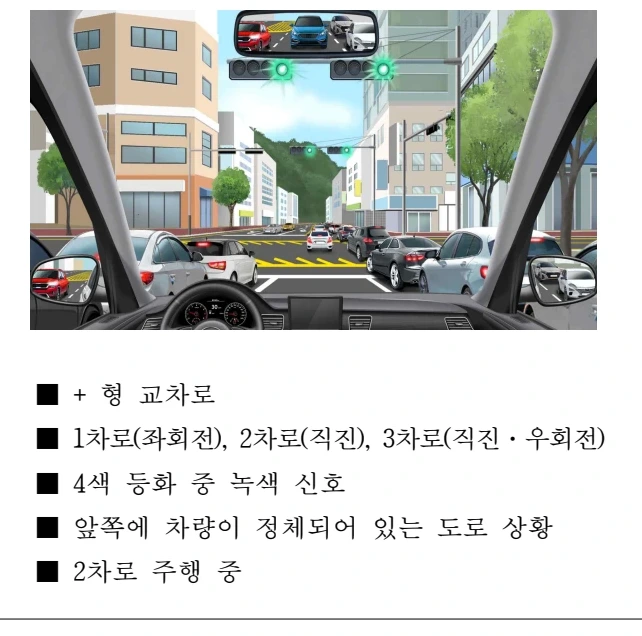 ■ + 형 교차로
■ 1차로(좌회전), 2차로(직진), 3차로(직진・우회전)
■ 4색 등화 중 녹색 신호
■ 앞쪽에 차량이 정체되어 있는 도로 상황
■ 2차로 주행 중